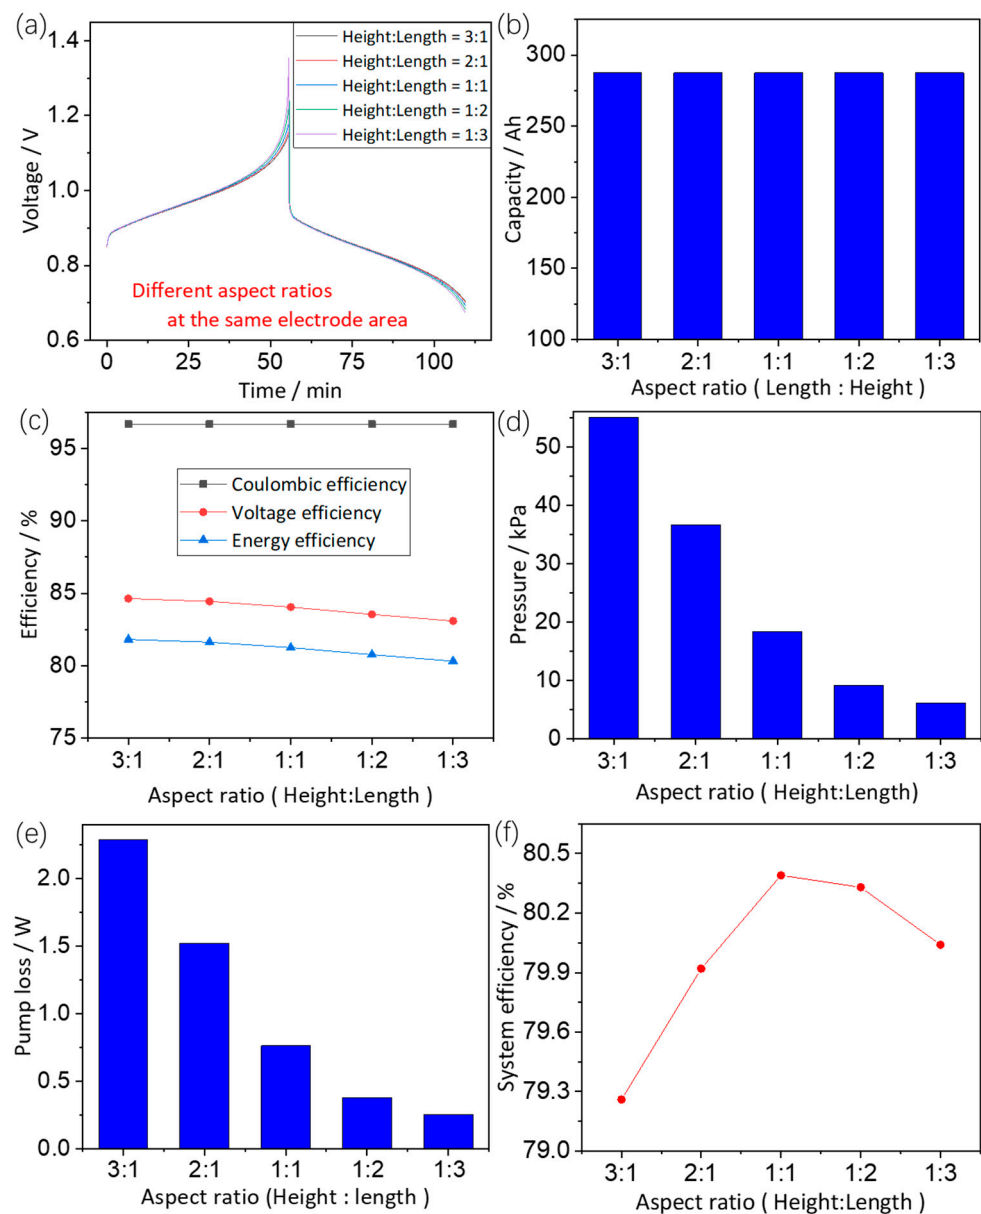 (a)
1.4
1.2
1.0
0.8
0.6
Voltage / V
Height:Length = 3:1
Height:Length = 2:1
Height:Length = 1:1
Height:Length = 1:2
Height:Length = 1:3
Different aspect ratios
at the same electrode area
0 25 50 75 100
Time / min
(b)
300
250
200
150
100
Capacity / Ah
3:1 2:1 1:1 1:2 1:3
Aspect ratio ( Length : Height )
(c)
95
90
85
80
75
Efficiency / %
Coulombic efficiency
Voltage efficiency
Energy efficiency
3:1 2:1 1:1 1:2 1:3
Aspect ratio ( Height:Length )
(d)
50
40
30
20
10
0
Pressure / kPa
3:1 2:1 1:1 1:2 1:3
Aspect ratio ( Height:Length)
(e)
2.0
1.5
1.0
0.5
0.0
Pump loss / W
3:1 2:1 1:1 1:2 1:3
Aspect ratio (Height : length )
(f)
80.5
80.2
79.9
79.6
79.3
79.0
System efficiency / %
3:1 2:1 1:1 1:2 1:3
Aspect ratio ( Height:Length )